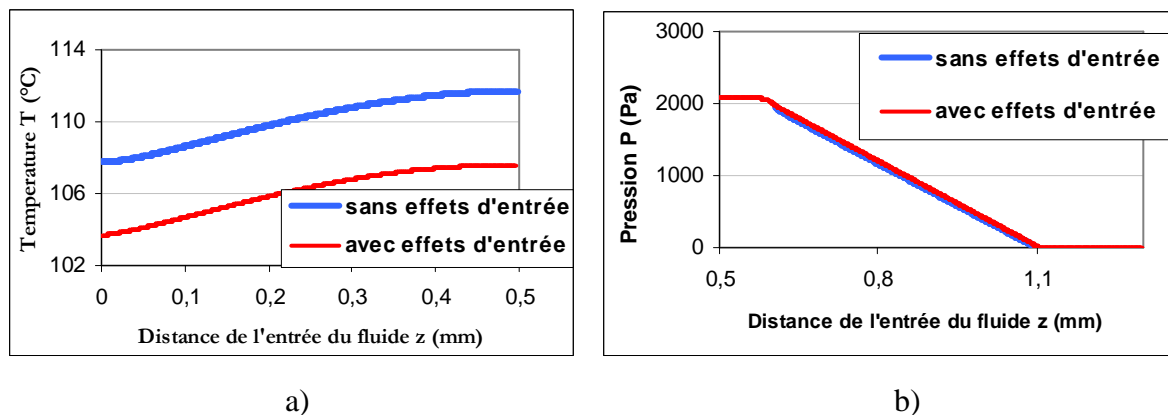 Temperature T (°C)
114
110
106
102
sans effets d'entrée
avec effets d'entrée
0
0,1
0,2
0,3
0,4
0,5
Distance de l'entrée du fluide z (mm)
a)
Pression P (Pa)
3000
2000
1000
0
sans effets d'entrée
avec effets d'entrée
0,5
0,8
1,1
Distance de l'entrée du fluide z (mm)
b)